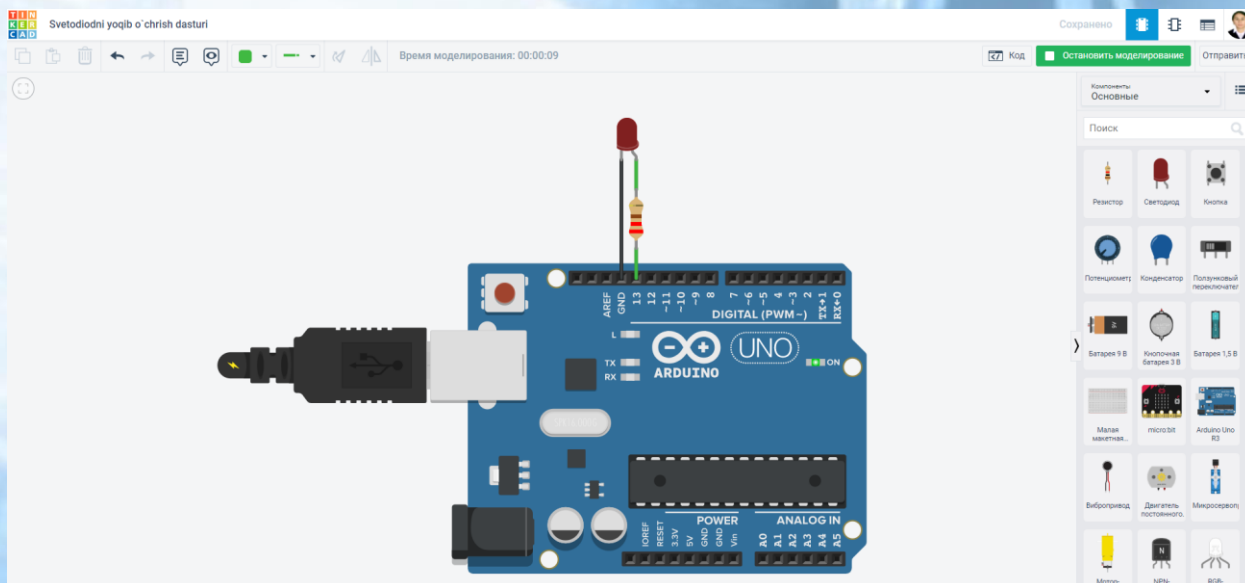 TIN
KER
CAD
Svetodiodni yoqib o`chrish dasturi
Сохранено
Время моделирования: 00:00:09
Код
Остановить моделирование
Отправит
Компоненты
Основные
Поиск
Резистор
Светодиод
Кнопка
Потенциометр
Конденсатор
Ползунковый
переключател
Батарея 9 В
Кнопочная
батарея 3 В
Батарея 1,5 В
Малая
макетная...
micro:bit
Arduino Uno
R3
Вибропривод
Двигатель
постоянного.
Микросервоп
Мотор-
NPN-
RGB-
AREF
GND
13
12
~11
~10
~9
8
7
~6
~5
4
~3
2
TX→1
RX←0
DIGITAL (PWM~)
L
TX
RX
UNO
ARDUINO
ON
POWER
ANALOG IN
IOREF
RESET
3.3V
5V
GND
GND
Vin
A0
A1
A2
A3
A4
A5